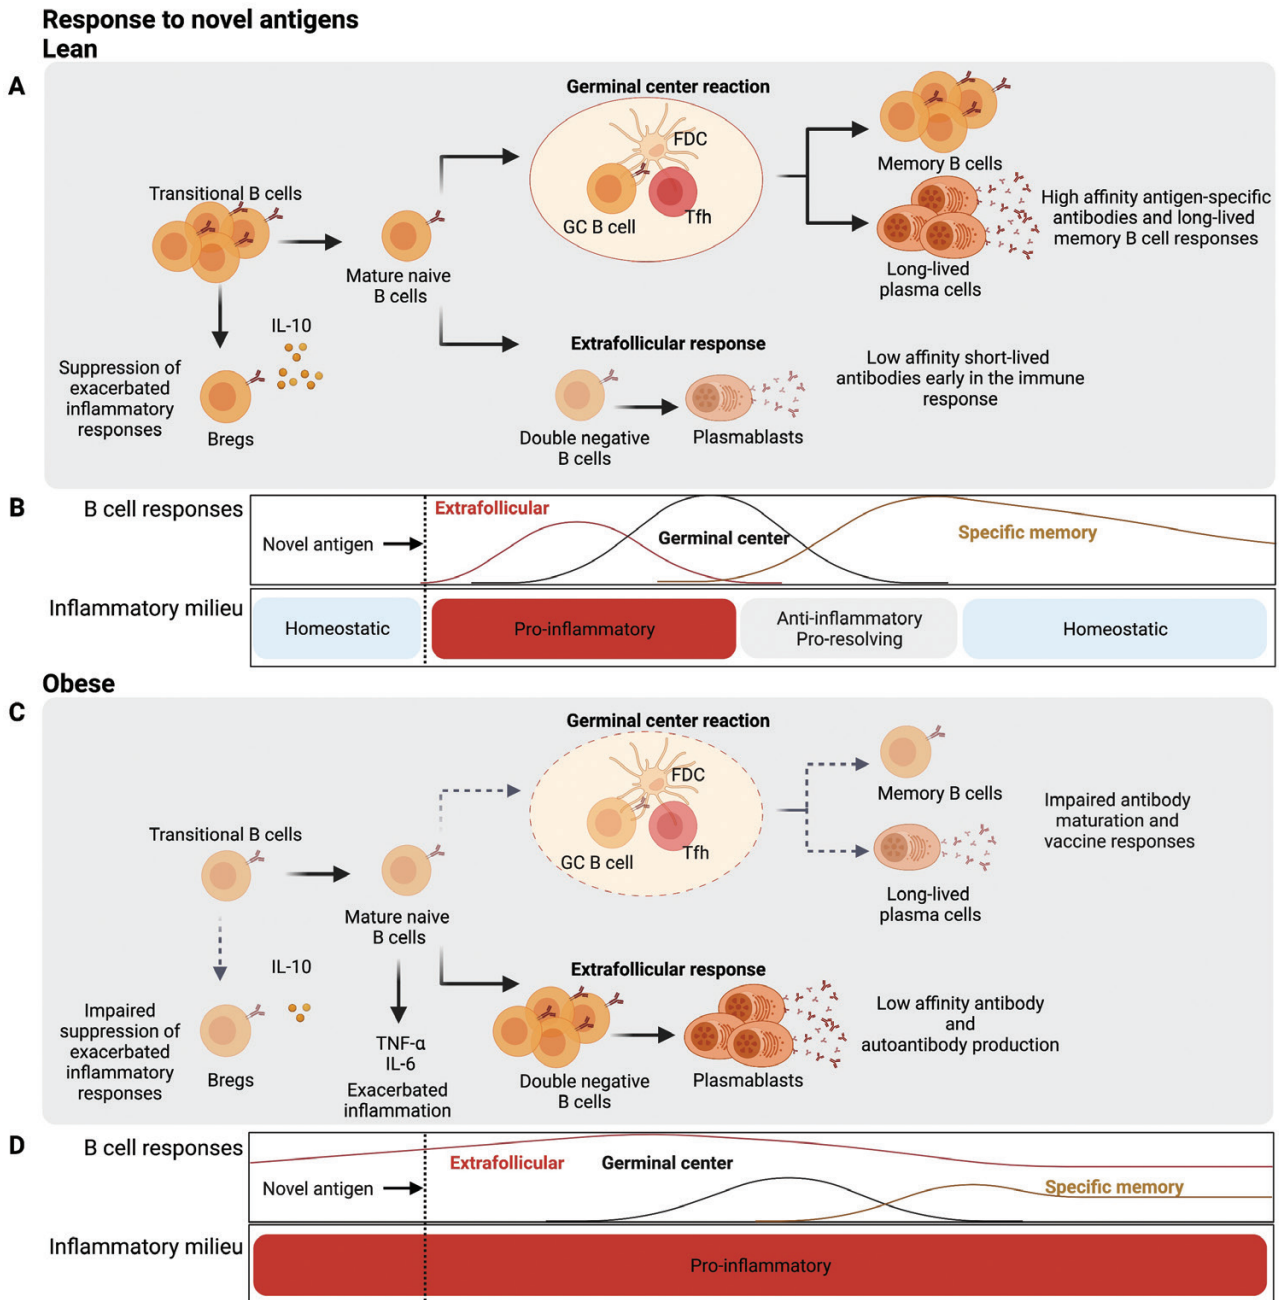 Response to novel antigens
Lean
A
Germinal center reaction
FDC
GC B cell
Tfh
Transitional B cells
Mature naive
B cells
Memory B cells
Long-lived
plasma cells
High affinity antigen-specific
antibodies and long-lived
memory B cell responses
IL-10
Suppression of
exacerbated
inflammatory
responses
Bregs
Extrafollicular response
Double negative
B cells
Plasmablasts
Low affinity short-lived
antibodies early in the immune
response
B
B cell responses
Novel antigen
Extrafollicular
Germinal center
Specific memory
Inflammatory milieu
Homeostatic
Pro-inflammatory
Anti-inflammatory
Pro-resolving
Homeostatic
Obese
C
Germinal center reaction
FDC
GC B cell
Tfh
Transitional B cells
Mature naive
B cells
Memory B cells
Long-lived
plasma cells
Impaired antibody
maturation and
vaccine responses
IL-10
Impaired
suppression of
exacerbated
inflammatory
responses
Bregs
TNF-α
IL-6
Exacerbated
inflammation
Extrafollicular response
Double negative
B cells
Plasmablasts
Low affinity antibody
and
autoantibody production
D
B cell responses
Novel antigen
Extrafollicular
Germinal center
Specific memory
Inflammatory milieu
Pro-inflammatory